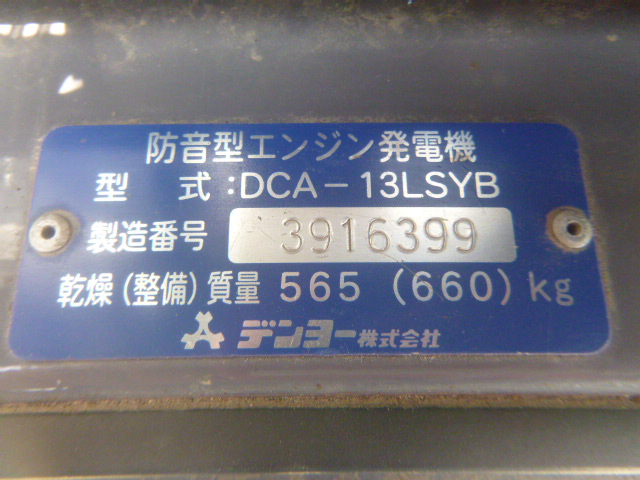 防音型エンジン発電機
型 式:DCA-13LSYB
製造番号 3916399
乾燥(整備)質量 565 (660)kg
デンヨー株式会社